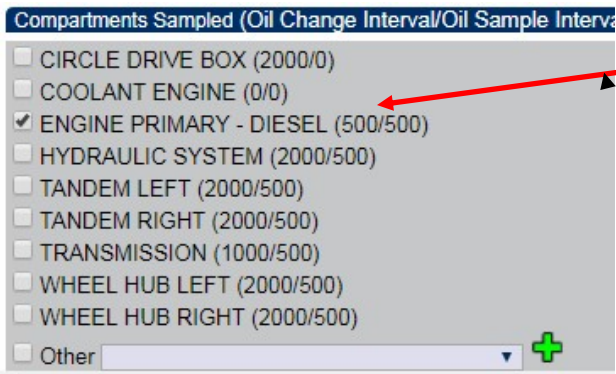 Compartments Sampled (Oil Change Interval/Oil Sample
CIRCLE DRIVE BOX (2000/0)
COOLANT ENGINE (0/0)
ENGINE PRIMARY - DIESEL (500/500)
HYDRAULIC SYSTEM (2000/500)
TANDEM LEFT (2000/500)
TANDEM RIGHT (2000/500)
TRANSMISSION (1000/500)
WHEEL HUB LEFT (2000/500)
WHEEL HUB RIGHT (2000/500)
Other